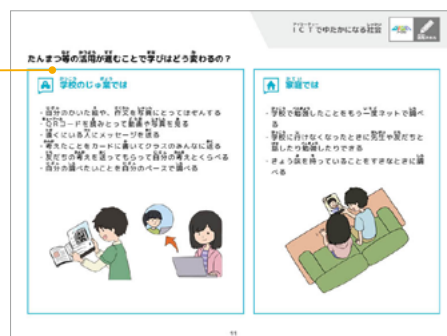 ICTでゆたかになる社会
たんまつ等の活用が進むことで学びはどう変わるの？
学校のじゅ業では
・自分のかいた絵や、作文を写真にとってほぞんする
・QRコードを読みとって動画や写真を見る
・遠くにいる人にメッセージを送る
・考えたことをカードに書いてクラスのみんなに送る
・友だちの考えを送ってもらって自分の考えとくらべる
・自分の調べたいことを自分のペースで調べる
家庭では
・学校で勉強したことをもう一度ネットで調べ
る
・学校に行けなくなったときに先生や友だちと
話したり勉強したりできる
・きょう味を持っていることをすきなときに調
べる
11